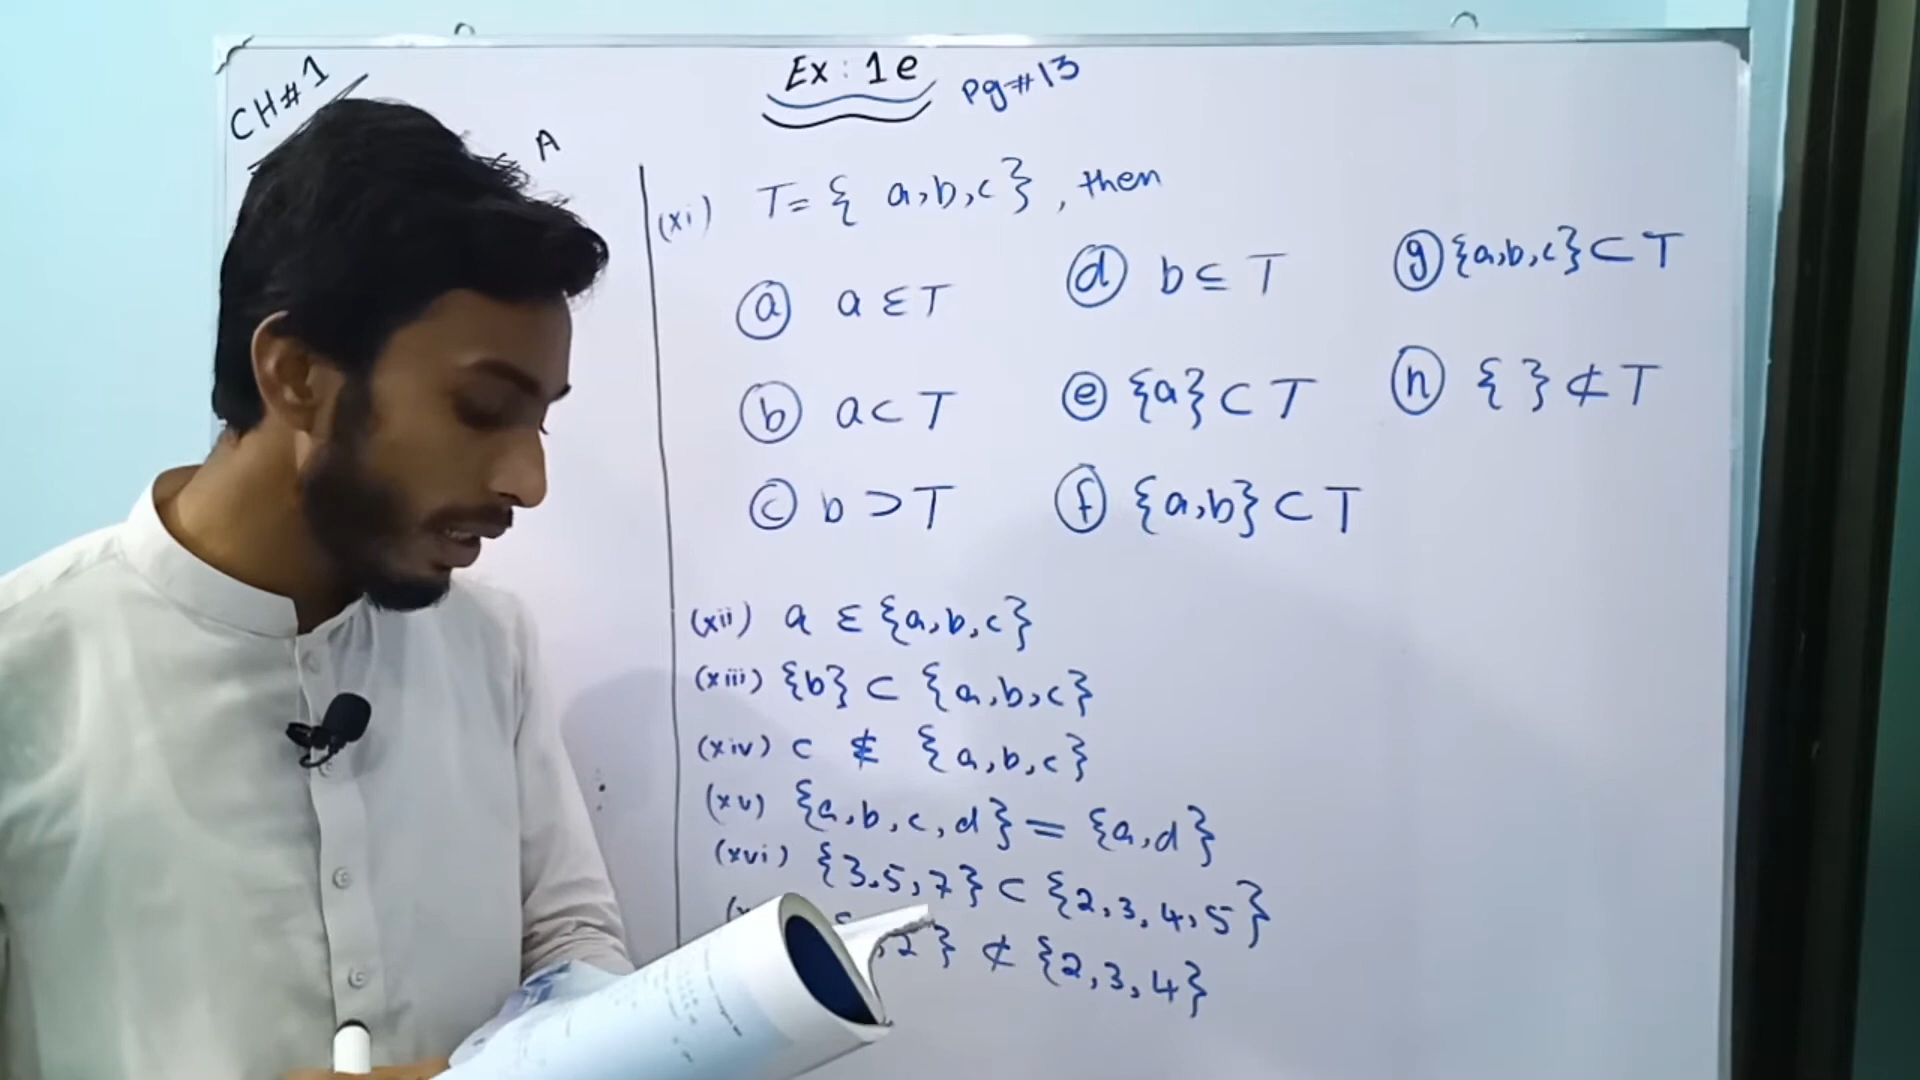 CH#1
Ex: 1e Pg#13
A
(xi) T= { a,b,c} , then
(a) a ∈ T
(d) b ⊆ T
(g) {a,b,c} ⊂ T
(b) a ⊂ T
(e) {a} ⊂ T
(h) { } ⊄ T
(c) b ⊃ T
(f) {a,b} ⊂ T
(xii) a ∈ {a,b,c}
(xiii) {b} ⊂ {a,b,c}
(xiv) c ∉ {a,b,c}
(xv) {a,b,c,d} = {a,d}
(xvi) {3,5,7} ⊂ {2,3,4,5}
,2} ⊄ {2,3,4}